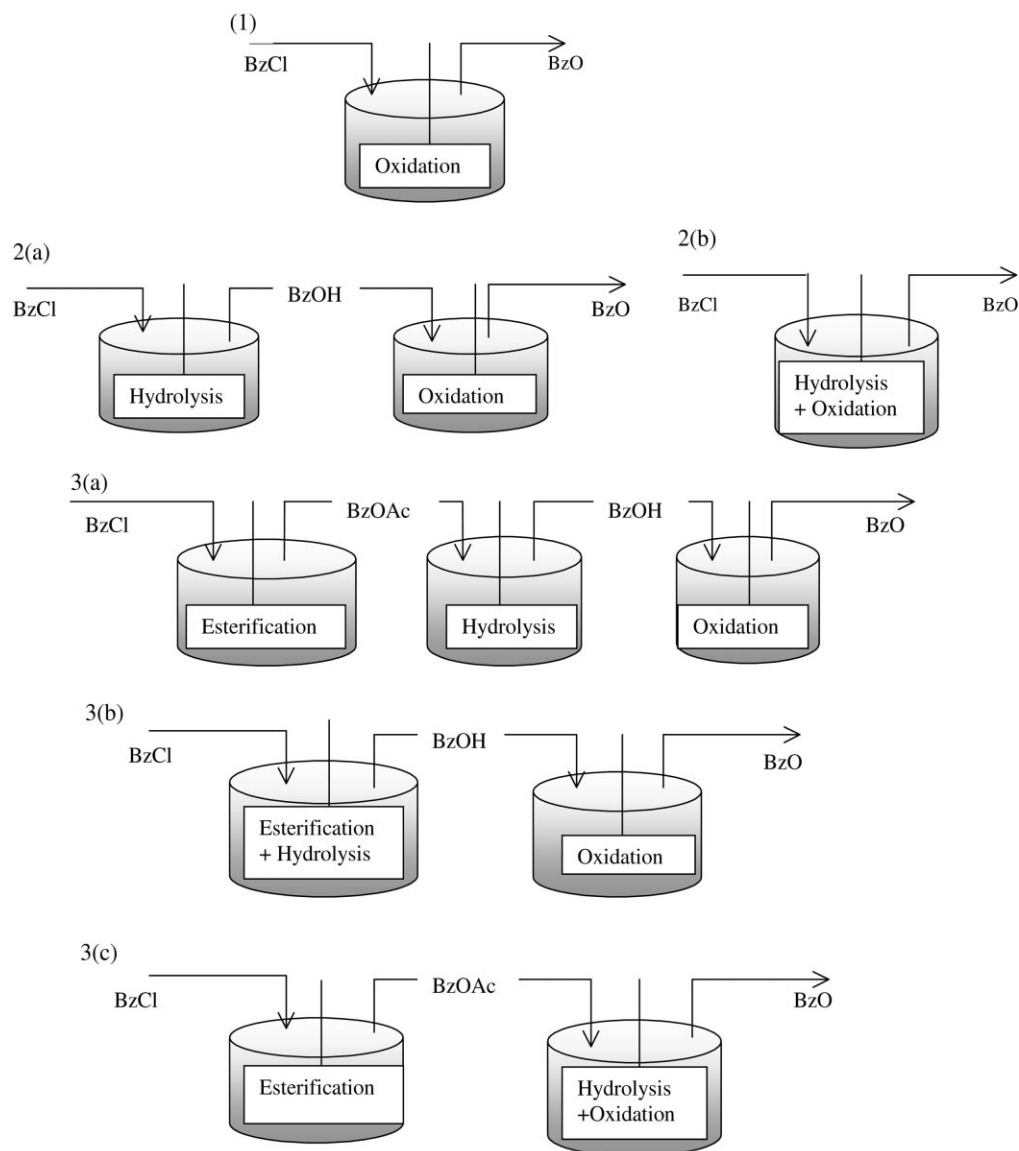 (1)
BzCl
BzO
Oxidation
2(a)
BzCl
BzOH
BzO
Hydrolysis
Oxidation
2(b)
BzCl
BzO
Hydrolysis
+ Oxidation
3(a)
BzCl
BzOAc
BzOH
BzO
Esterification
Hydrolysis
Oxidation
3(b)
BzCl
BzOH
BzO
Esterification
+ Hydrolysis
Oxidation
3(c)
BzCl
BzOAc
BzO
Esterification
Hydrolysis
+Oxidation